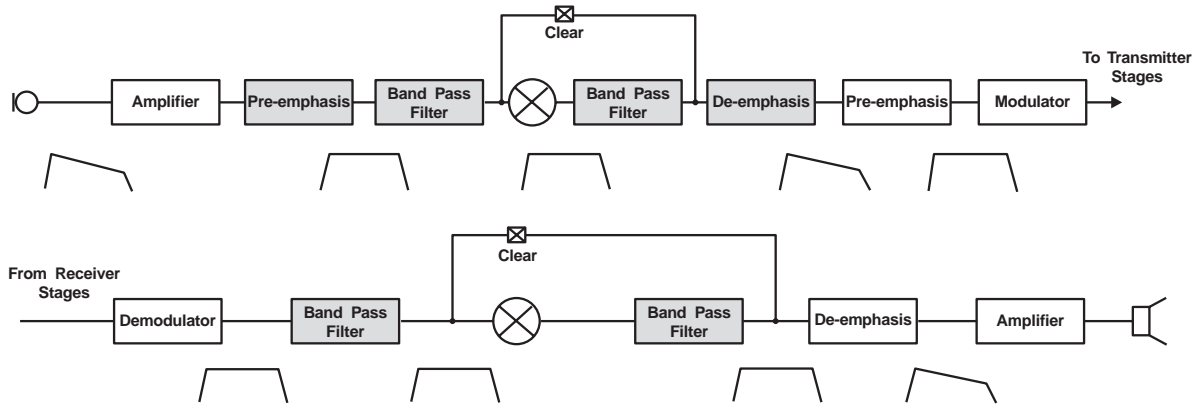 Clear
To Transmitter
Stages
Amplifier
Pre-emphasis
Band Pass
Filter
Band Pass
Filter
De-emphasis
Pre-emphasis
Modulator
Clear
From Receiver
Stages
Demodulator
Band Pass
Filter
Band Pass
Filter
De-emphasis
Amplifier